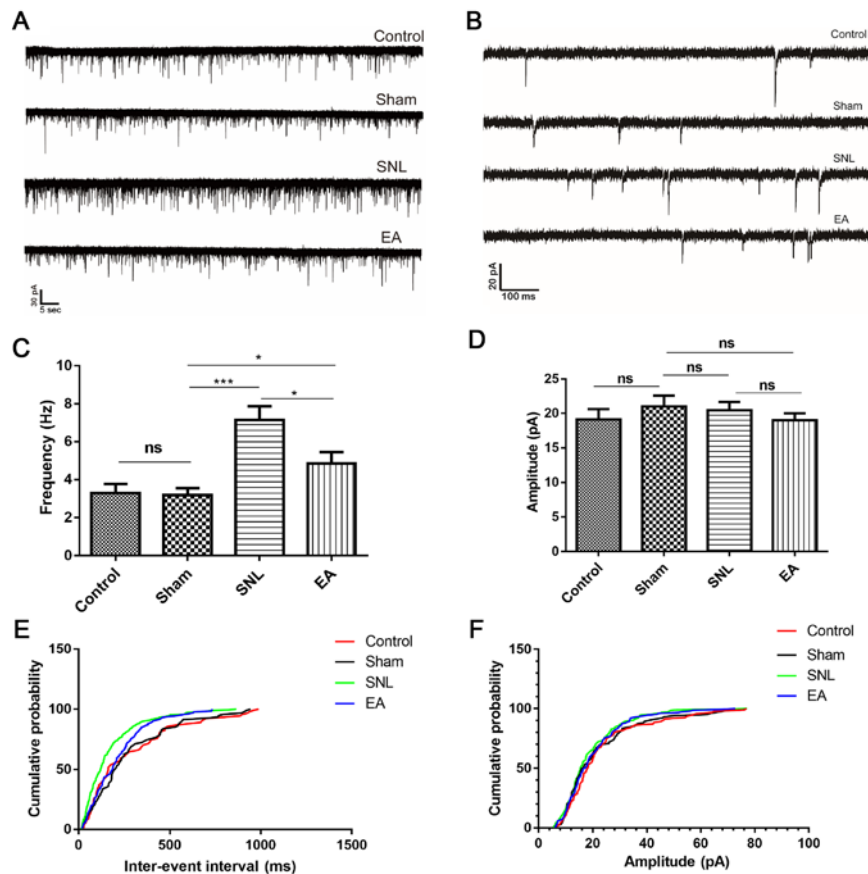 A
Control
Sham
SNL
EA
30 pA
5 sec
B
Control
Sham
SNL
EA
20 pA
100 ms
C
Frequency (Hz)
10
8
6
4
2
0
ns
***
*
*
Control
Sham
SNL
EA
D
Amplitude (pA)
25
20
15
10
5
0
ns
ns
ns
ns
Control
Sham
SNL
EA
E
Cumulative probability
150
100
50
0
0 500 1000 1500
Inter-event interval (ms)
Control
Sham
SNL
EA
F
Cumulative probability
150
100
50
0
0 20 40 60 80 100
Amplitude (pA)
Control
Sham
SNL
EA